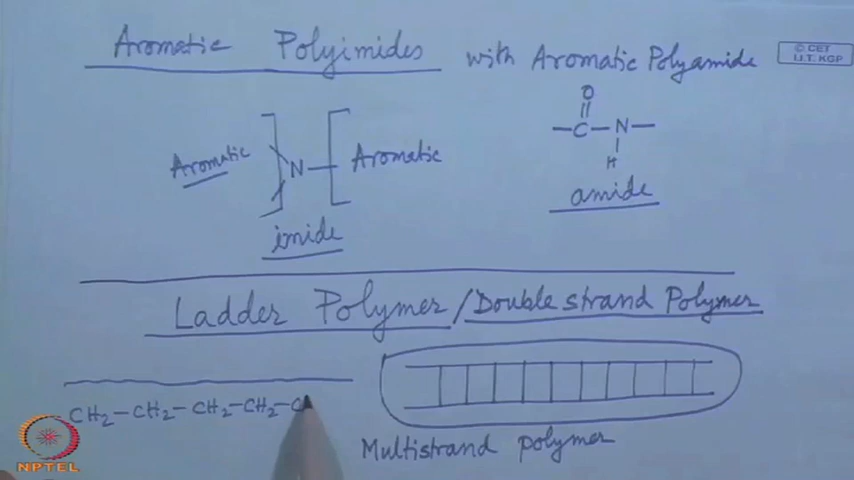 Aromatic Polyimides with Aromatic Polyamide
© CET
I.I.T. KGP
O
Aromatic N Aromatic
— C — N —
H
imide
amide
Ladder Polymer / Double strand Polymer
CH2 — CH2 — CH2 — CH2 — C
Multistrand polymer
NPTEL